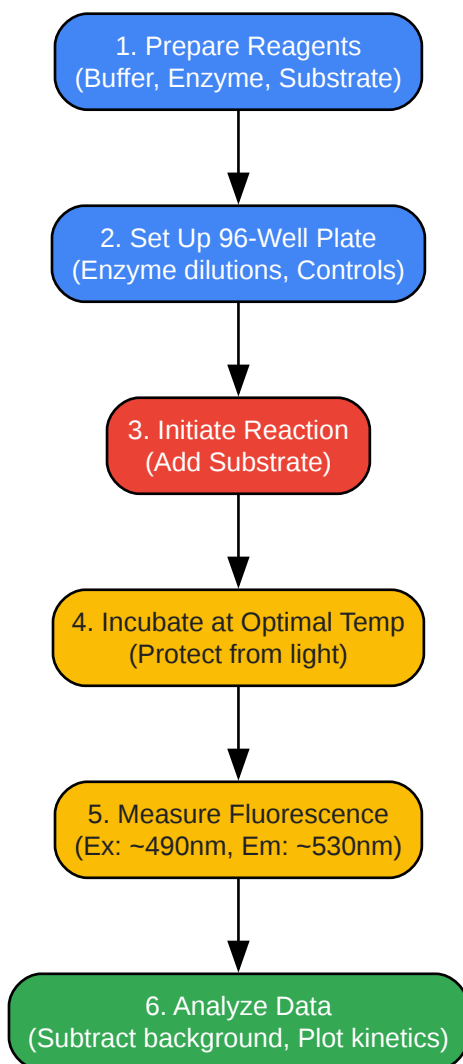 1. Prepare Reagents
(Buffer, Enzyme, Substrate)
2. Set Up 96-Well Plate
(Enzyme dilutions, Controls)
3. Initiate Reaction
(Add Substrate)
4. Incubate at Optimal Temp
(Protect from light)
5. Measure Fluorescence
(Ex: ~490nm, Em: ~530nm)
6. Analyze Data
(Subtract background, Plot kinetics)